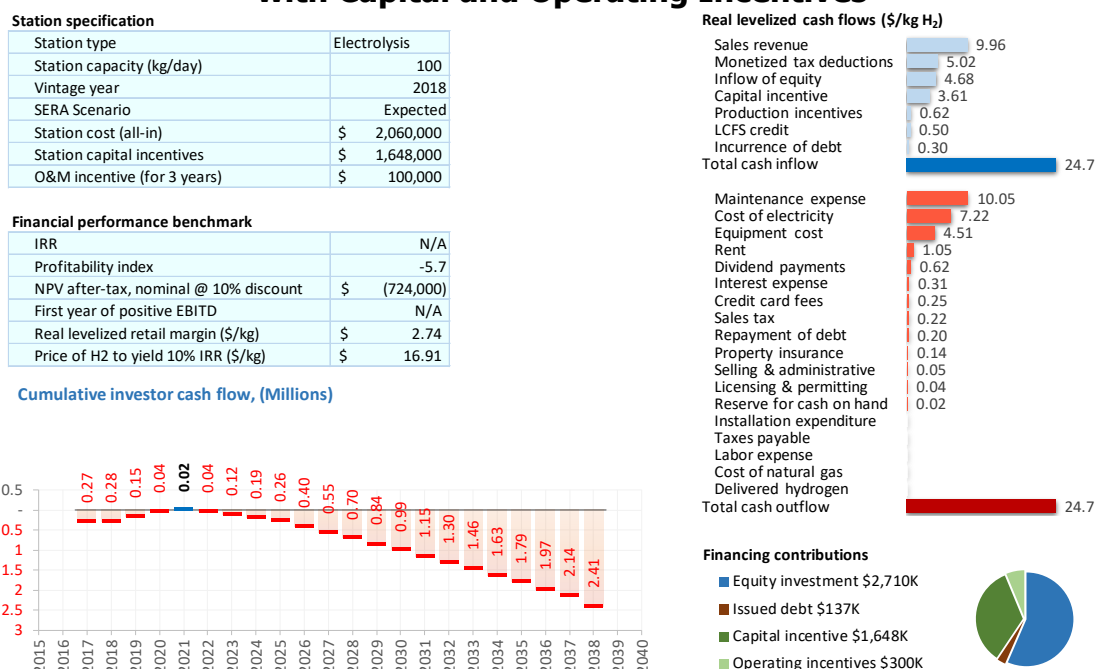 with Capital and Operating Incentives
Station specification
Station type Electrolysis
Station capacity (kg/day) 100
Vintage year 2018
SERA Scenario Expected
Station cost (all-in) $ 2,060,000
Station capital incentives $ 1,648,000
O&M incentive (for 3 years) $ 100,000
Financial performance benchmark
IRR N/A
Profitability index -5.7
NPV after-tax, nominal @ 10% discount $ (724,000)
First year of positive EBITD N/A
Real levelized retail margin ($/kg) $ 2.74
Price of H2 to yield 10% IRR ($/kg) $ 16.91
Cumulative investor cash flow, (Millions)
0.27 0.28 0.15 0.04 0.02 0.04 0.12 0.19 0.26 0.40 0.55 0.70 0.84 0.99 1.15 1.30 1.46 1.63 1.79 1.97 2.14 2.41
0.5
-
0.5
1
1.5
2
2.5
3
2015 2016 2017 2018 2019 2020 2021 2022 2023 2024 2025 2026 2027 2028 2029 2030 2031 2032 2033 2034 2035 2036 2037 2038 2039 2040
Real levelized cash flows ($/kg H₂)
Sales revenue 9.96
Monetized tax deductions 5.02
Inflow of equity 4.68
Capital incentive 3.61
Production incentives 0.62
LCFS credit 0.50
Incurrence of debt 0.30
Total cash inflow 24.7
Maintenance expense 10.05
Cost of electricity 7.22
Equipment cost 4.51
Rent 1.05
Dividend payments 0.62
Interest expense 0.31
Credit card fees 0.25
Sales tax 0.22
Repayment of debt 0.20
Property insurance 0.14
Selling & administrative 0.05
Licensing & permitting 0.04
Reserve for cash on hand 0.02
Installation expenditure
Taxes payable
Labor expense
Cost of natural gas
Delivered hydrogen
Total cash outflow 24.7
Financing contributions
Equity investment $2,710K
Issued debt $137K
Capital incentive $1,648K
Operating incentives $300K